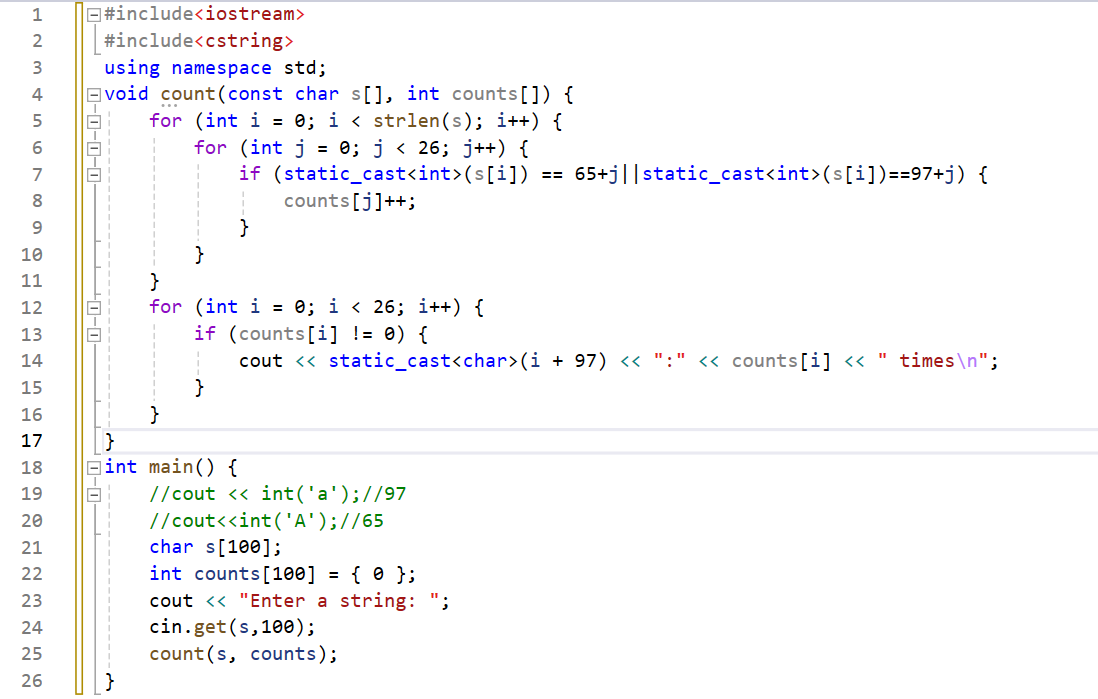 1 #include<iostream>
2 #include<cstring>
3 using namespace std;
4 void count(const char s[], int counts[]) {
5     for (int i = 0; i < strlen(s); i++) {
6         for (int j = 0; j < 26; j++) {
7             if (static_cast<int>(s[i]) == 65+j||static_cast<int>(s[i])==97+j) {
8                 counts[j]++;
9             }
10         }
11     }
12     for (int i = 0; i < 26; i++) {
13         if (counts[i] != 0) {
14             cout << static_cast<char>(i + 97) << ":" << counts[i] << " times\n";
15         }
16     }
17 }
18 int main() {
19     //cout << int('a');//97
20     //cout<<int('A');//65
21     char s[100];
22     int counts[100] = { 0 };
23     cout << "Enter a string: ";
24     cin.get(s,100);
25     count(s, counts);
26 }